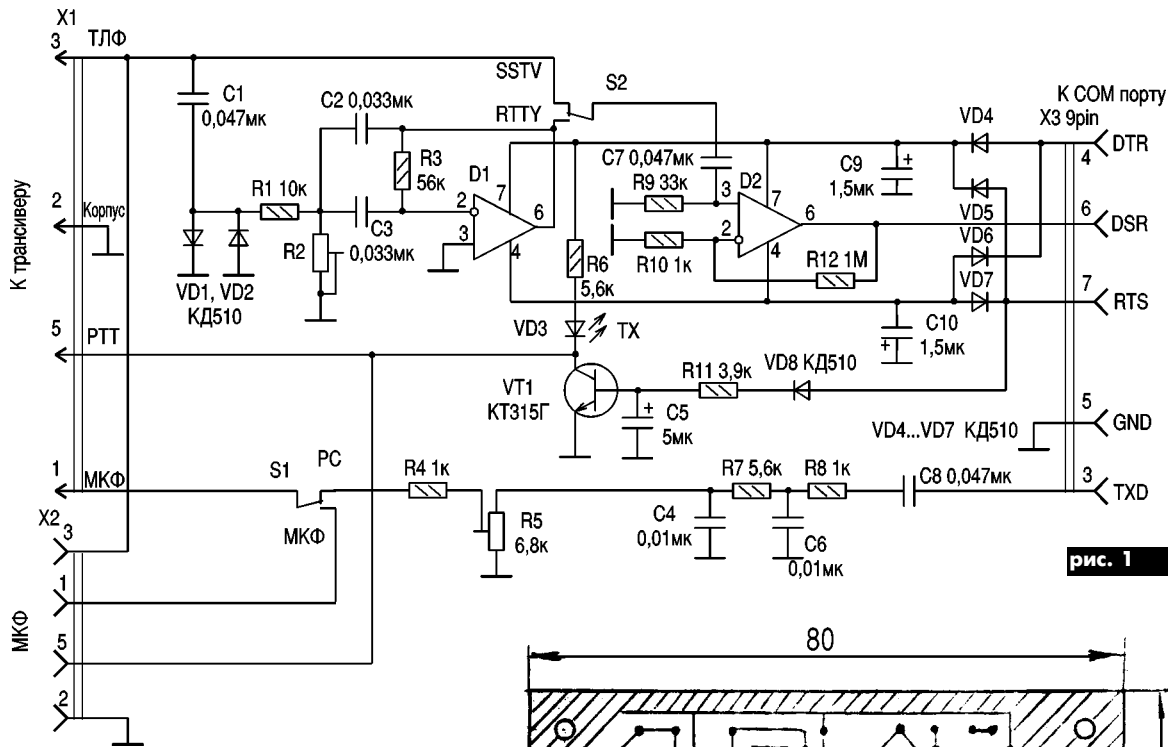 X1
3 ТЛФ
C1
0,047мк
C2 0,033мк
SSTV
RTTY
S2
К COM порту
X3 9pin
VD4
DTR
4
C7 0,047мк
C9
1,5мк
+
R3
56к
D1
R9 33к
D2
3
7
2
7
К трансиверу
2
Корпус
R1 10к
2
3
6
4
C3
0,033мк
R2
R10 1к
6
4
VD5
6
DSR
VD6
R12 1М
R6
5,6к
VD7
7
RTS
VD1, VD2
КД510
VD3
TX
C10
1,5мк
+
5
РТТ
VT1
КТ315Г
R11 3,9к
VD8 КД510
+
C5
5мк
5
GND
VD4...VD7 КД510
1
МКФ
S1
PC
R4 1к
R7 5,6к
R8 1к
C8 0,047мк
3
TXD
X2
3
МКФ
R5
6,8к
C4
0,01мк
C6
0,01мк
рис. 1
1
МКФ
5
2
80